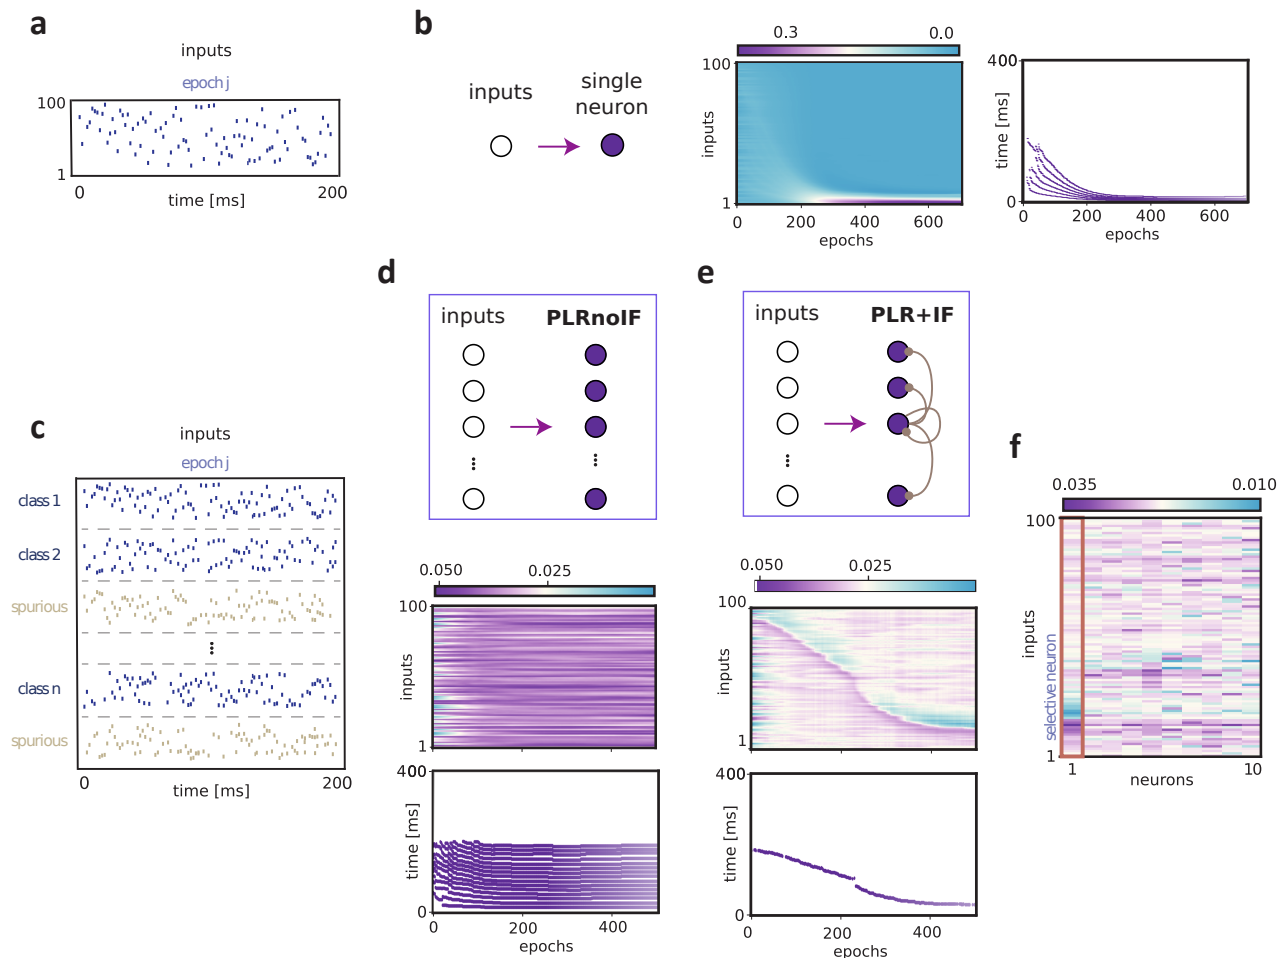 a
inputs
epoch j
100
1
0
200
time [ms]
b
inputs
single
neuron
0.3
0.0
100
inputs
1
0
200
400
600
epochs
400
time [ms]
0
0
200
400
600
epochs
c
inputs
epoch j
class 1
class 2
spurious
class n
spurious
0
200
time [ms]
d
inputs
PLRnoIF
0.050
0.025
100
inputs
1
400
time [ms]
0
0
200
400
epochs
e
inputs
PLR+IF
0.050
0.025
100
inputs
1
400
time [ms]
0
0
200
400
epochs
f
0.035
0.010
100
inputs
selective neuron
1
1
10
neurons